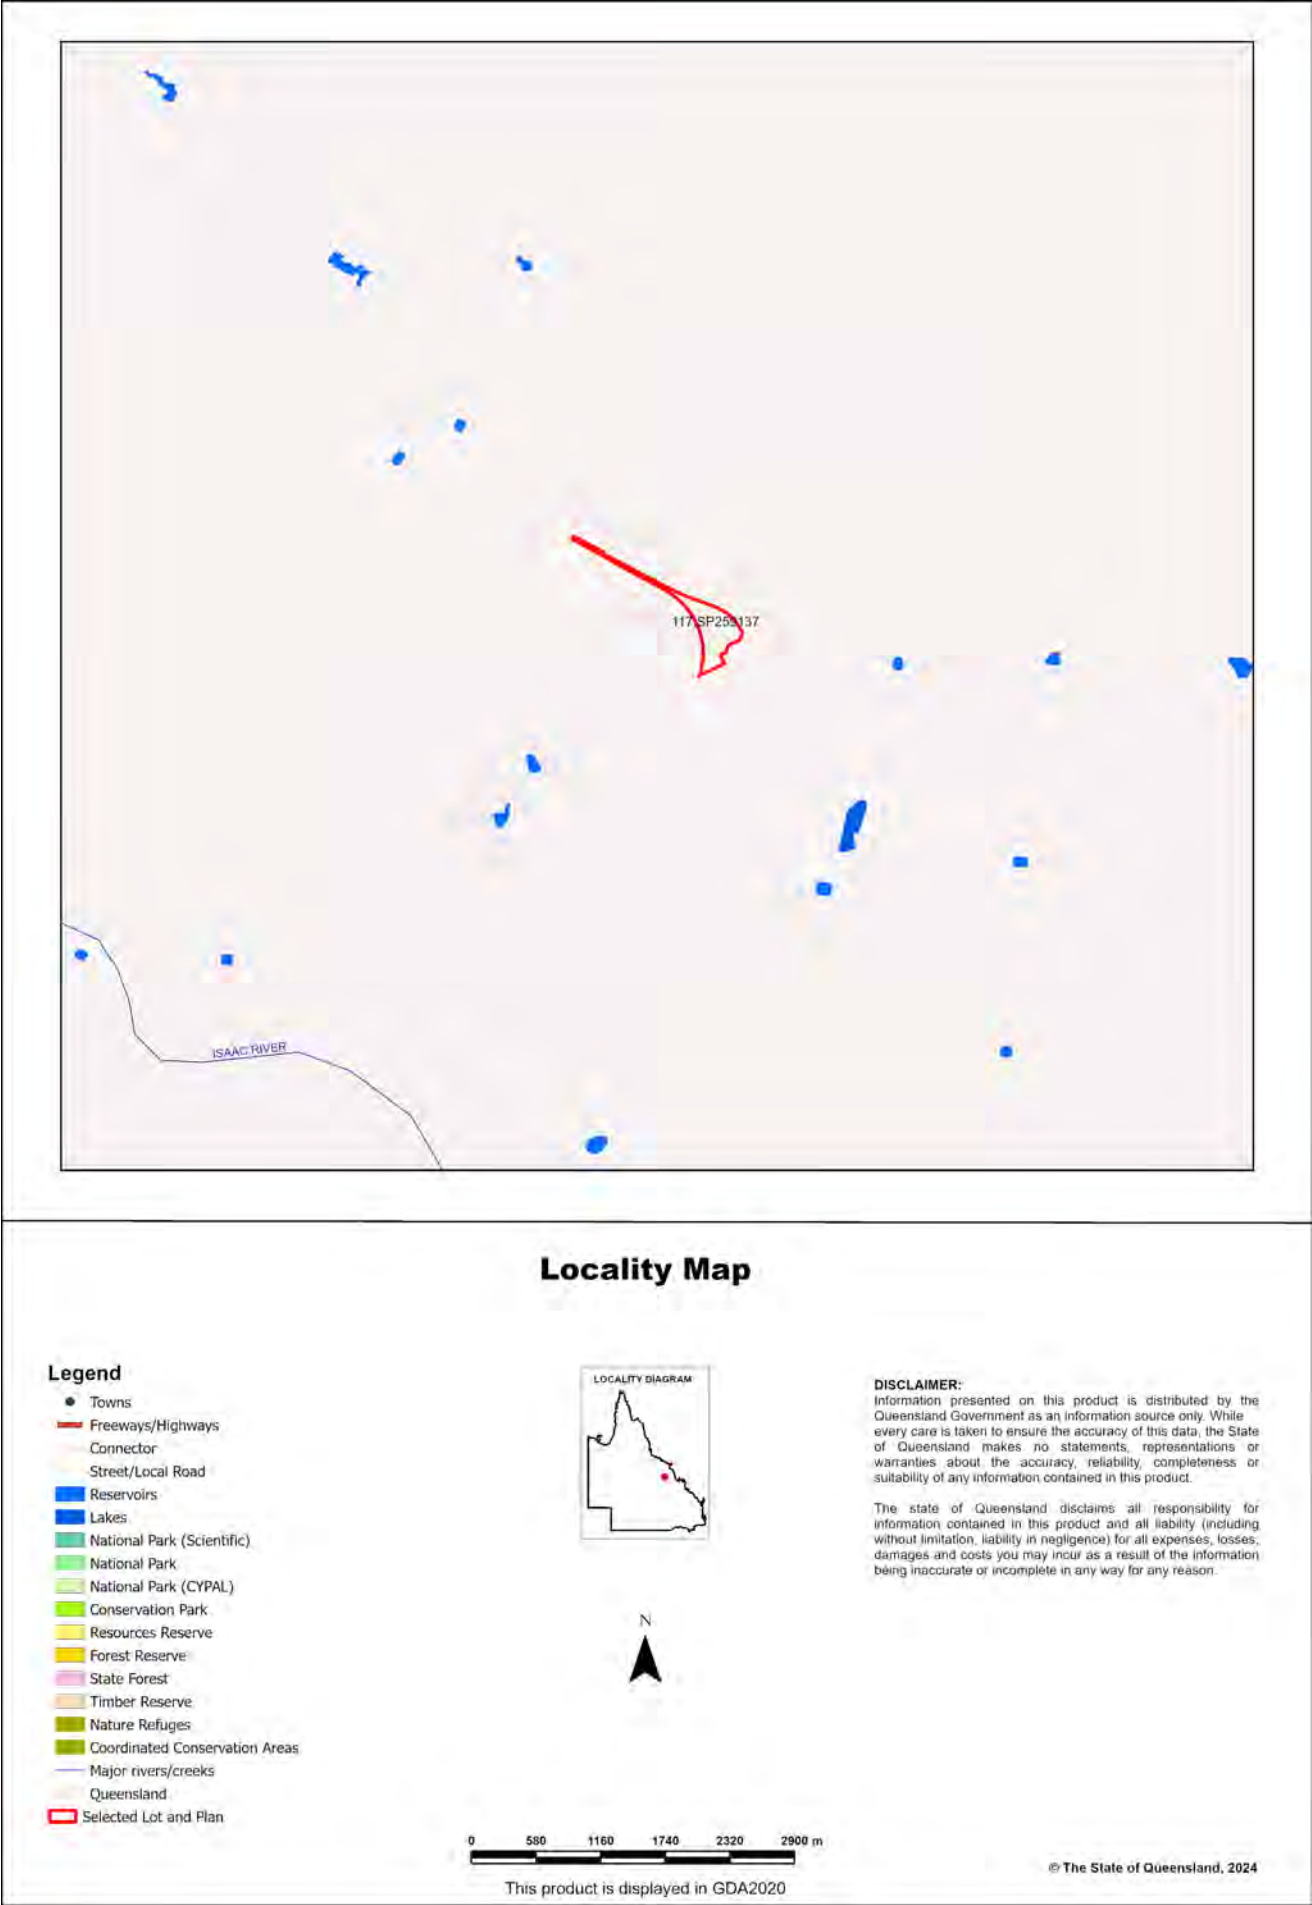 117 SP259137
ISAAC RIVER
Locality Map
Legend
Towns
Freeways/Highways
Connector
Street/Local Road
Reservoirs
Lakes
National Park (Scientific)
National Park
National Park (CYPAL)
Conservation Park
Resources Reserve
Forest Reserve
State Forest
Timber Reserve
Nature Refuges
Coordinated Conservation Areas
Major rivers/creeks
Queensland
Selected Lot and Plan
LOCALITY DIAGRAM
N
0 580 1160 1740 2320 2900 m
This product is displayed in GDA2020
DISCLAIMER:
Information presented on this product is distributed by the
Queensland Government as an information source only. While
every care is taken to ensure the accuracy of this data, the State
of Queensland makes no statements, representations or
warranties about the accuracy, reliability, completeness or
suitability of any information contained in this product.
The state of Queensland disclaims all responsibility for
information contained in this product and all liability (including
without limitation, liability in negligence) for all expenses, losses,
damages and costs you may incur as a result of the information
being inaccurate or incomplete in any way for any reason.
© The State of Queensland, 2024